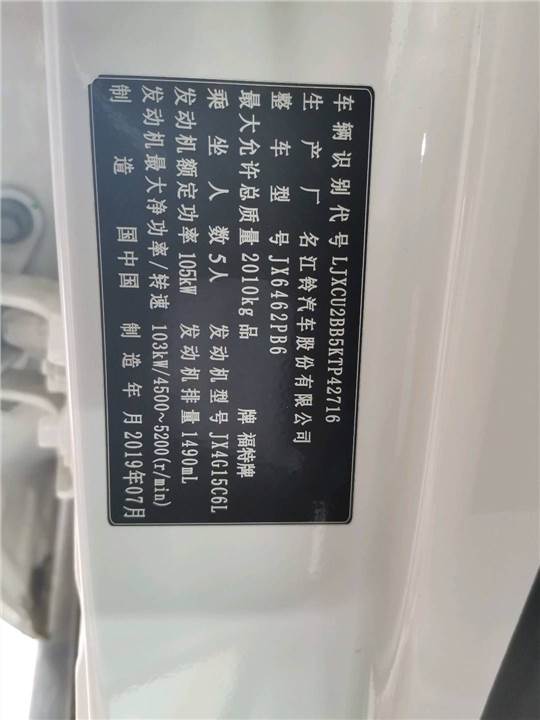 车辆识别代号 LJXCU2BB5KTP42716
生产厂名 江铃汽车股份有限公司
整车型号 JX6462PB6
最大允许总质量 2010kg 品牌 福特牌
乘坐人数 5人 发动机型号 JX4G15C6L
发动机额定功率 105kW 发动机排量 1490mL
发动机最大净功率/转速 103kW/4500~5200(r/min)
制造国 中国 制造年月 2019年07月